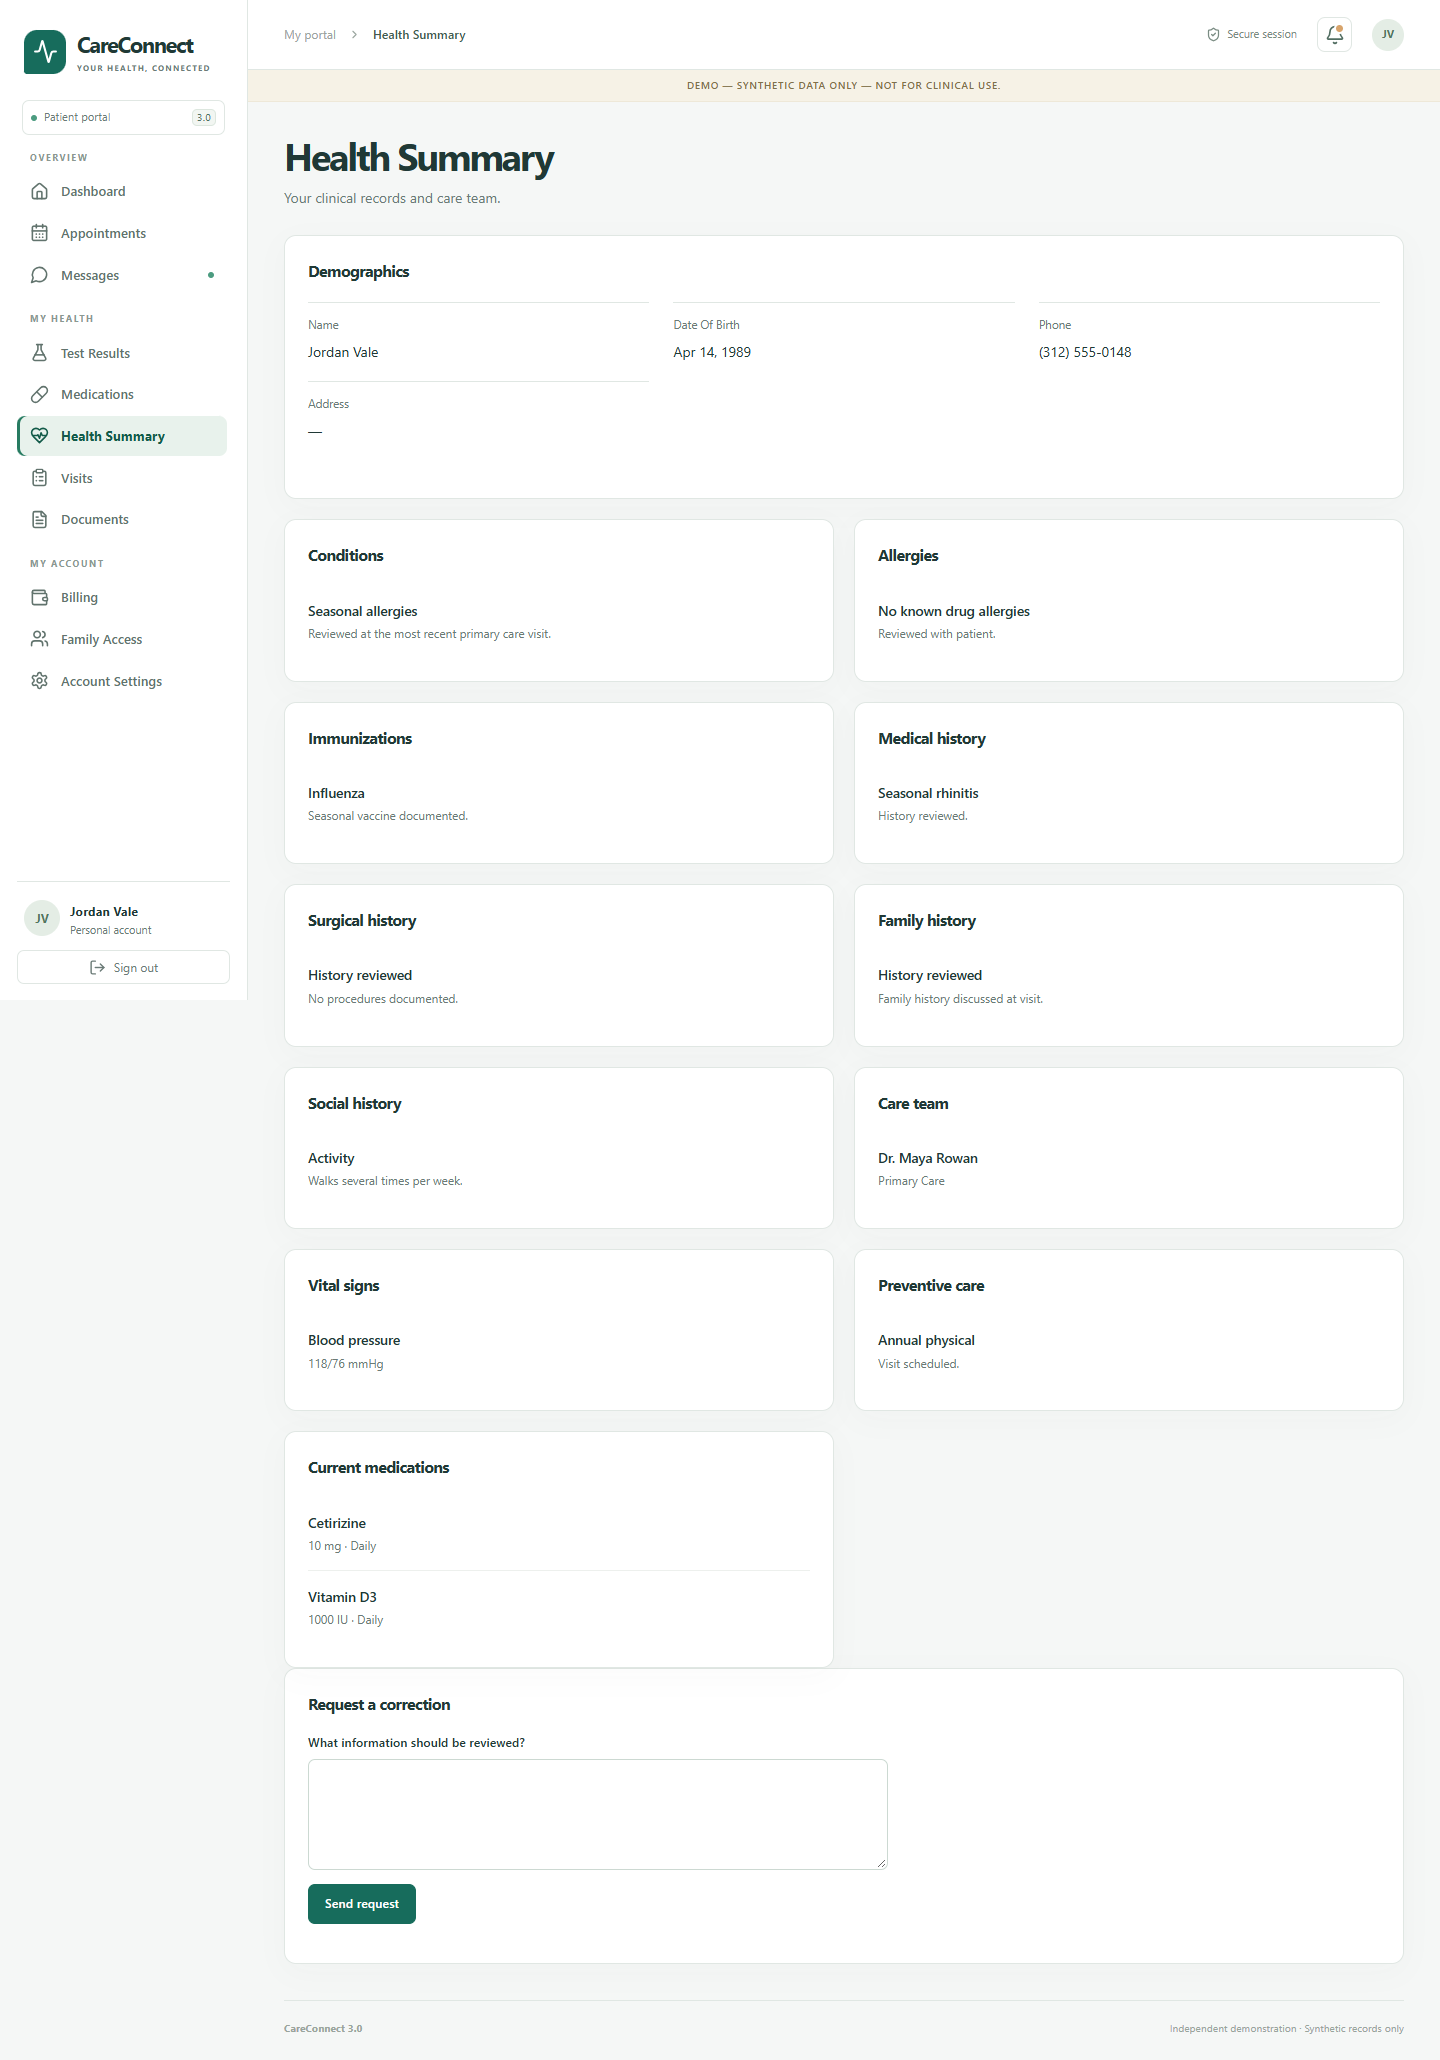 CareConnect
YOUR HEALTH, CONNECTED
Patient portal 3.0
OVERVIEW
Dashboard
Appointments
Messages
MY HEALTH
Test Results
Medications
Health Summary
Visits
Documents
MY ACCOUNT
Billing
Family Access
Account Settings
JV
Jordan Vale
Personal account
Sign out
My portal > Health Summary
Secure session
JV
DEMO — SYNTHETIC DATA ONLY — NOT FOR CLINICAL USE.
Health Summary
Your clinical records and care team.
Demographics
Name
Jordan Vale
Date Of Birth
Apr 14, 1989
Phone
(312) 555-0148
Address
—
Conditions
Seasonal allergies
Reviewed at the most recent primary care visit.
Allergies
No known drug allergies
Reviewed with patient.
Immunizations
Influenza
Seasonal vaccine documented.
Medical history
Seasonal rhinitis
History reviewed.
Surgical history
History reviewed
No procedures documented.
Family history
History reviewed
Family history discussed at visit.
Social history
Activity
Walks several times per week.
Care team
Dr. Maya Rowan
Primary Care
Vital signs
Blood pressure
118/76 mmHg
Preventive care
Annual physical
Visit scheduled.
Current medications
Cetirizine
10 mg · Daily
Vitamin D3
1000 IU · Daily
Request a correction
What information should be reviewed?
Send request
CareConnect 3.0
Independent demonstration · Synthetic records only